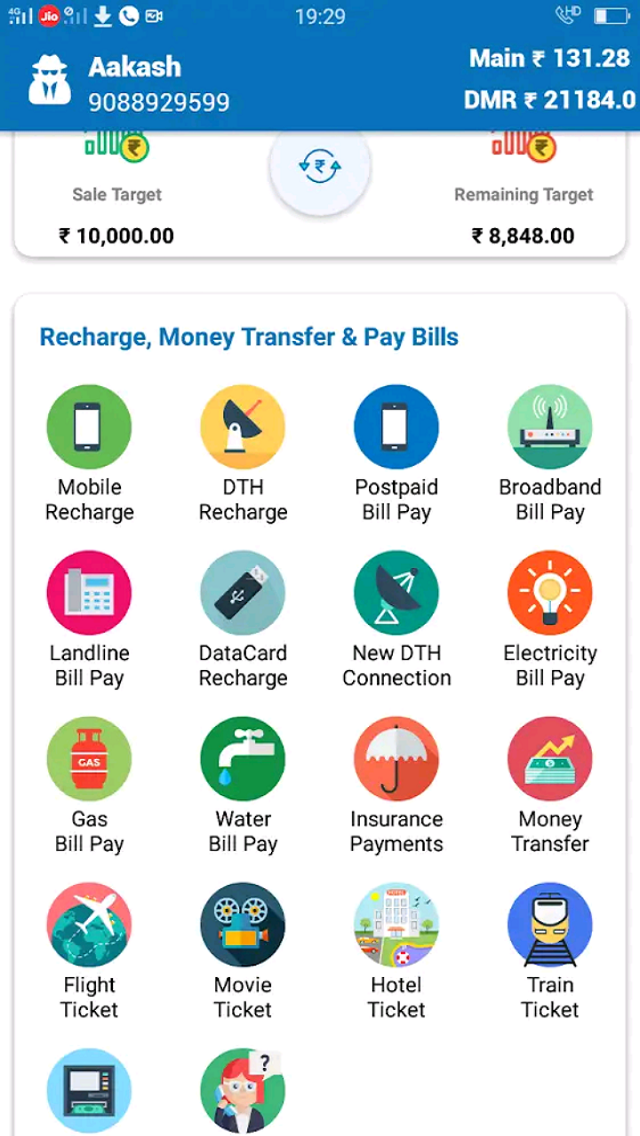 4G Jio 19:29 HD
Aakash Main ₹ 131.28
9088929599 DMR ₹ 21184.0
Sale Target Remaining Target
₹ 10,000.00 ₹ 8,848.00
Recharge, Money Transfer & Pay Bills
Mobile DTH Postpaid Broadband
Recharge Recharge Bill Pay Bill Pay
Landline DataCard New DTH Electricity
Bill Pay Recharge Connection Bill Pay
GAS
Gas Water Insurance Money
Bill Pay Bill Pay Payments Transfer
HOTEL
Flight Movie Hotel Train
Ticket Ticket Ticket Ticket
?